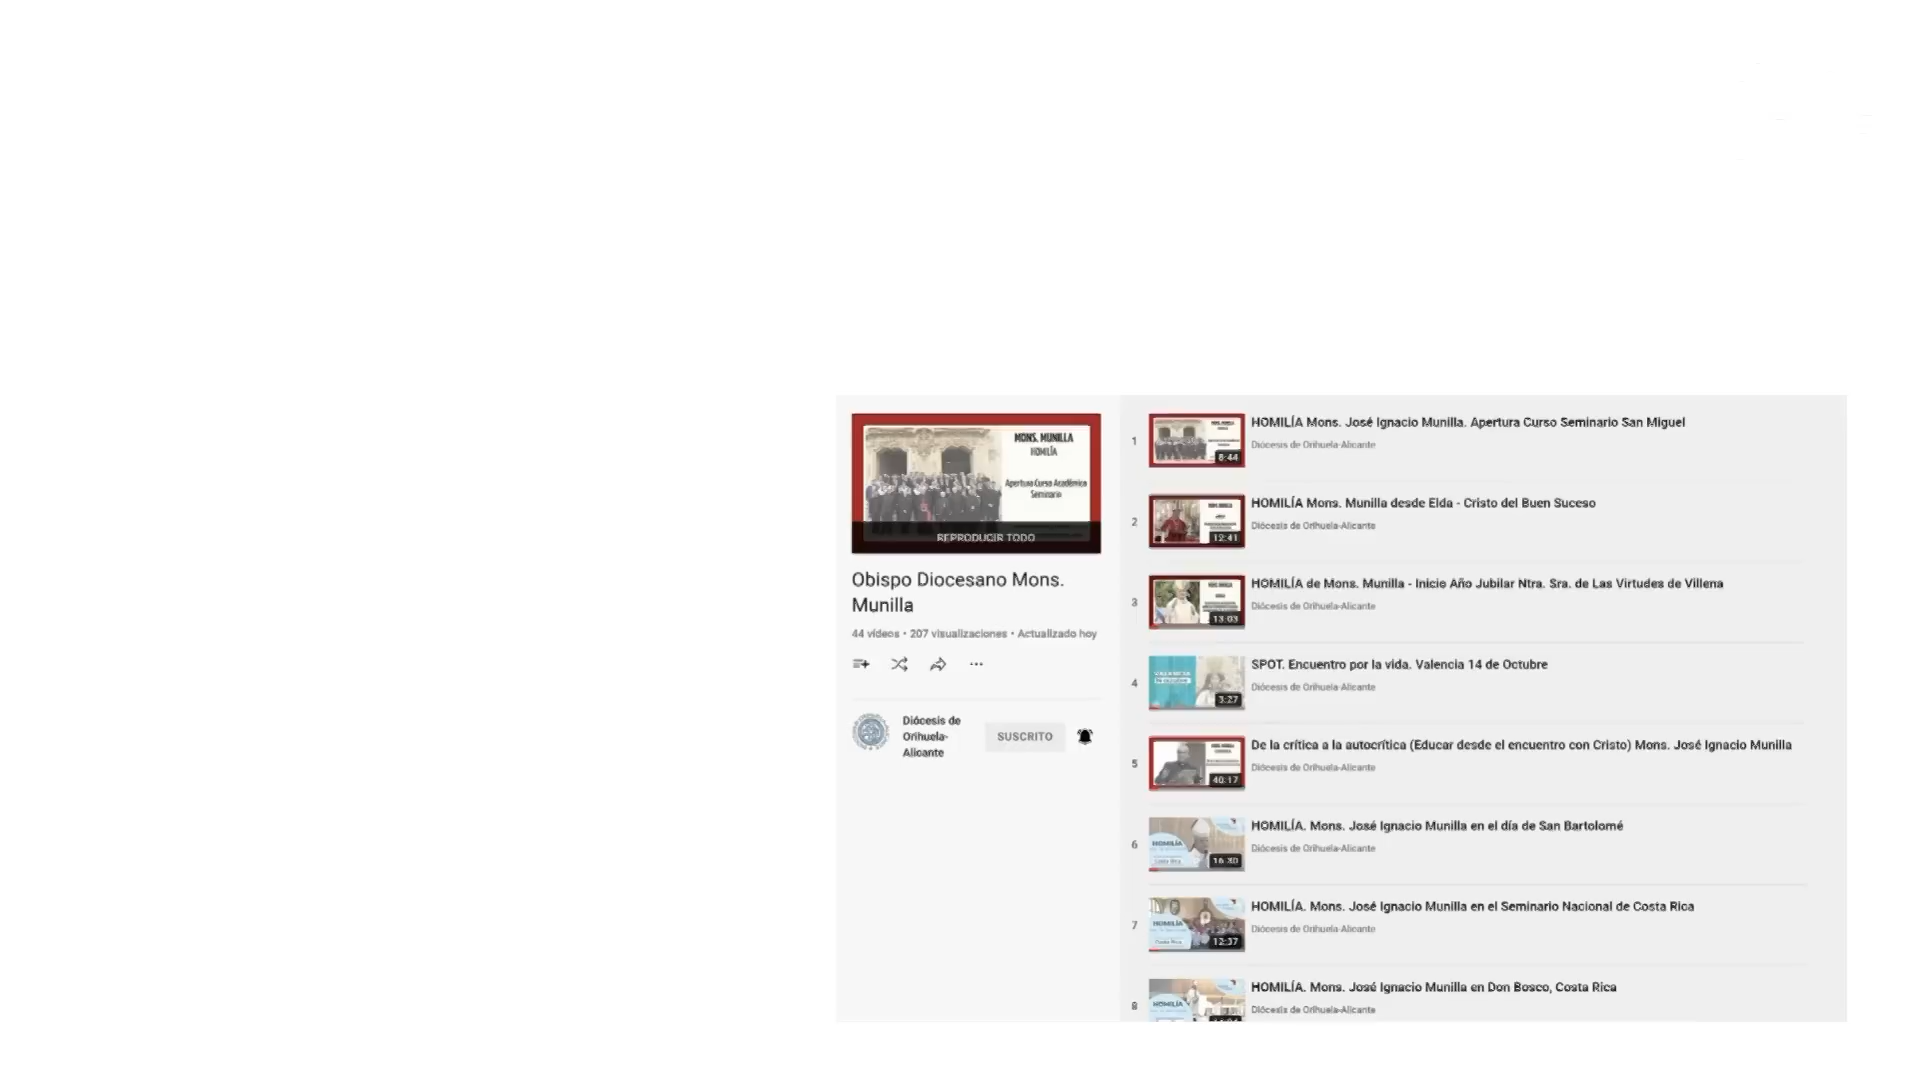 MONS. MUNILLA
HOMILÍA
Apertura Curso Académico
Seminario
REPRODUCIR TODO
Obispo Diocesano Mons.
Munilla
44 vídeos • 207 visualizaciones • Actualizado hoy
Diócesis de
Orihuela-
Alicante
SUSCRITO
1
8:44
HOMILÍA Mons. José Ignacio Munilla. Apertura Curso Seminario San Miguel
Diócesis de Orihuela-Alicante
2
12:41
HOMILÍA Mons. Munilla desde Elda - Cristo del Buen Suceso
Diócesis de Orihuela-Alicante
3
13:03
HOMILÍA de Mons. Munilla - Inicio Año Jubilar Ntra. Sra. de Las Virtudes de Villena
Diócesis de Orihuela-Alicante
4
3:27
SPOT. Encuentro por la vida. Valencia 14 de Octubre
Diócesis de Orihuela-Alicante
5
40:17
De la crítica a la autocrítica (Educar desde el encuentro con Cristo) Mons. José Ignacio Munilla
Diócesis de Orihuela-Alicante
6
HOMILÍA
Costa Rica
16:30
HOMILÍA. Mons. José Ignacio Munilla en el día de San Bartolomé
Diócesis de Orihuela-Alicante
7
HOMILÍA
Costa Rica
12:37
HOMILÍA. Mons. José Ignacio Munilla en el Seminario Nacional de Costa Rica
Diócesis de Orihuela-Alicante
8
HOMILÍA
HOMILÍA. Mons. José Ignacio Munilla en Don Bosco, Costa Rica
Diócesis de Orihuela-Alicante